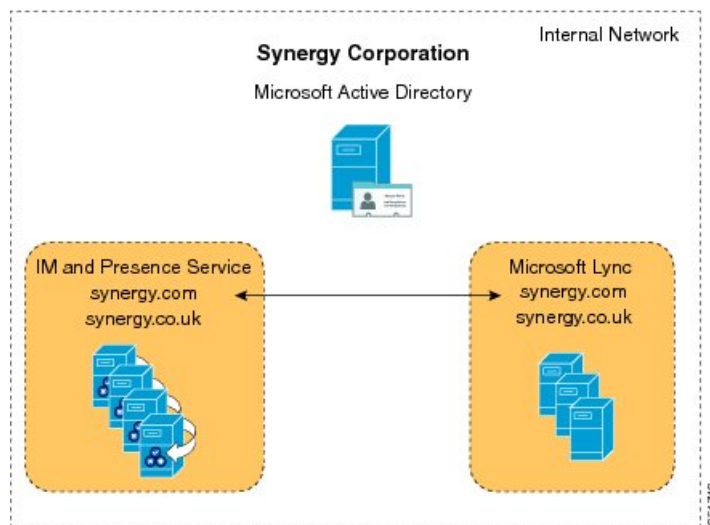 Internal Network
Synergy Corporation
Microsoft Active Directory
IM and Presence Service
synergy.com
synergy.co.uk
Microsoft Lync
synergy.com
synergy.co.uk